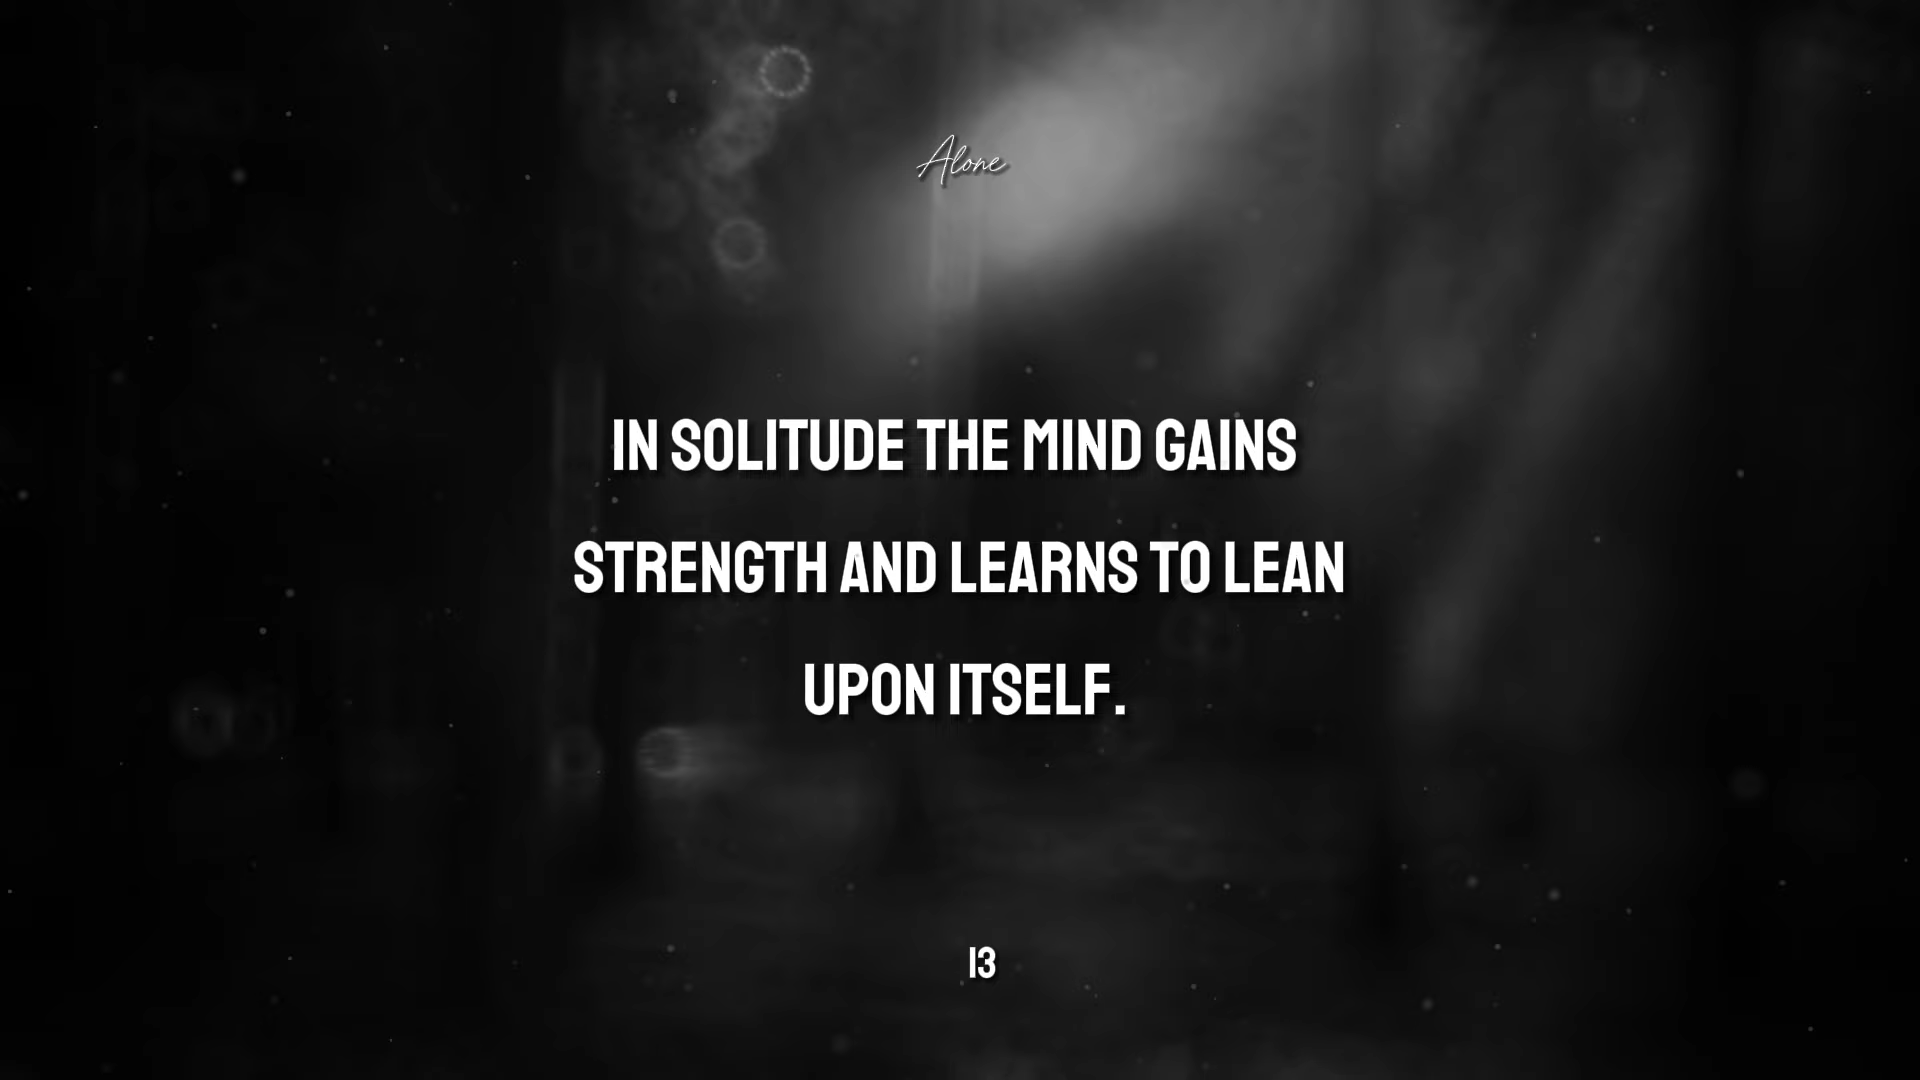 Alone
IN SOLITUDE THE MIND GAINS
STRENGTH AND LEARNS TO LEAN
UPON ITSELF.
13